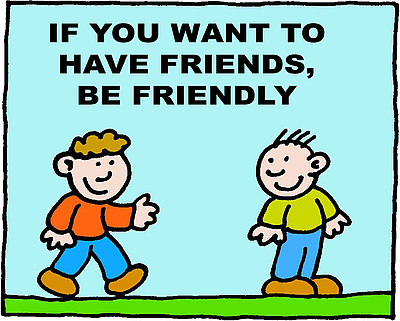 IF YOU WANT TO
HAVE FRIENDS,
BE FRIENDLY